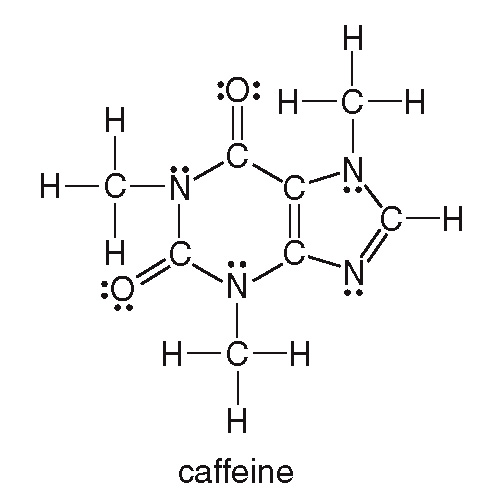 H
O H C H
H
C N
H C N C C H
H C C N
O N
H C H
H
caffeine